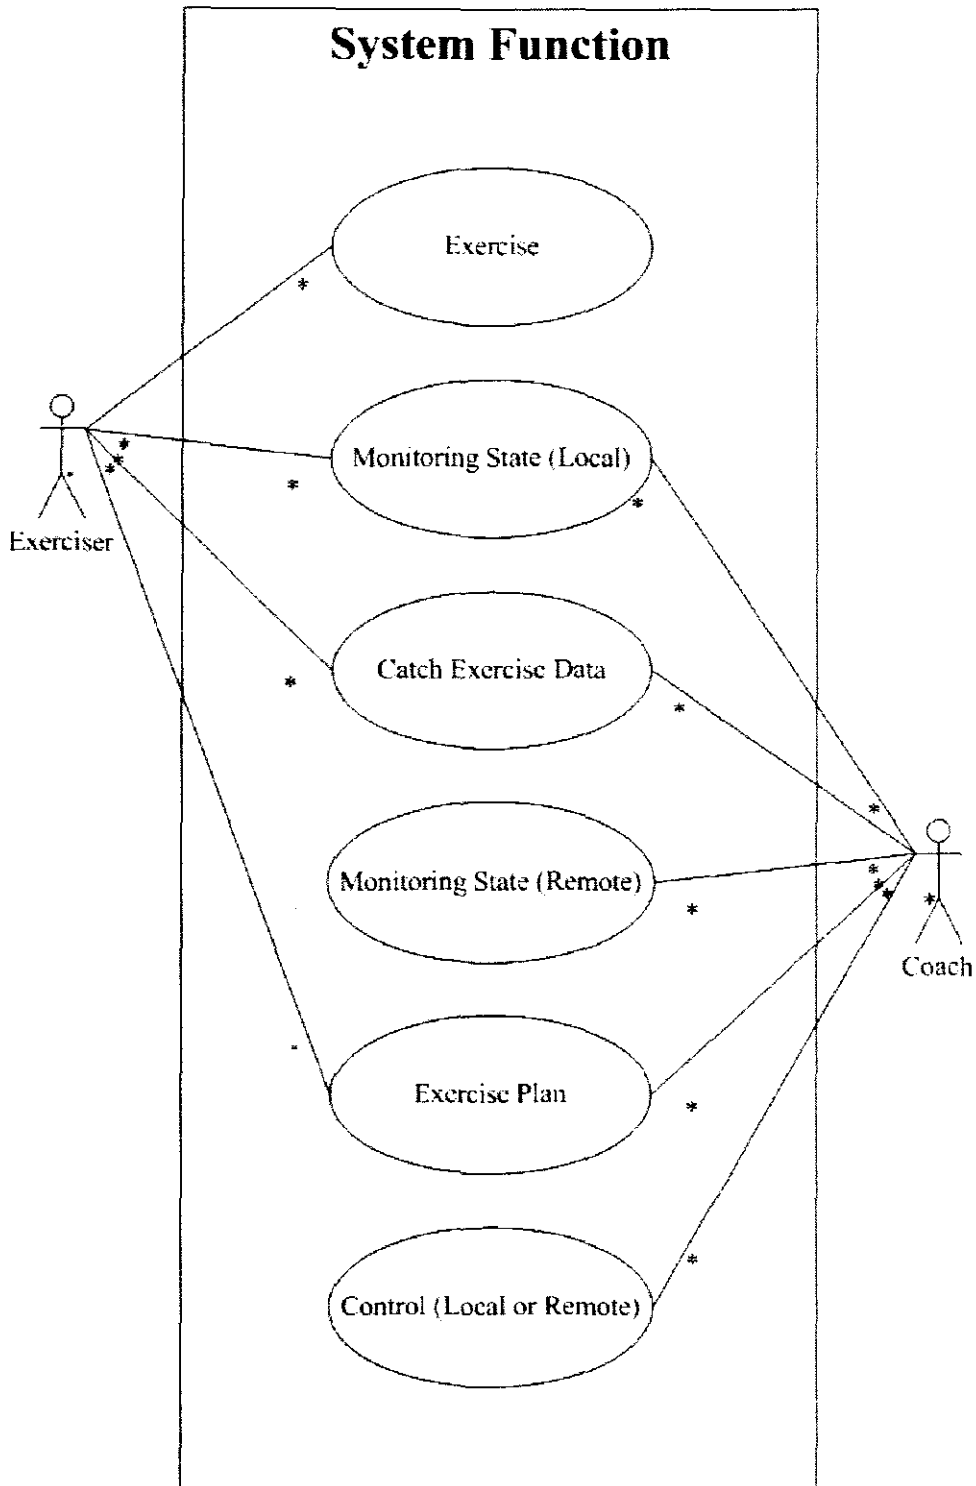 System Function
Exercise
*
Monitoring State (Local)
*
*
*
*
*
*
Exerciser
Catch Exercise Data
*
*
*
Monitoring State (Remote)
*
*
*
*
*
Coach
Exercise Plan
*
Control (Local or Remote)
*